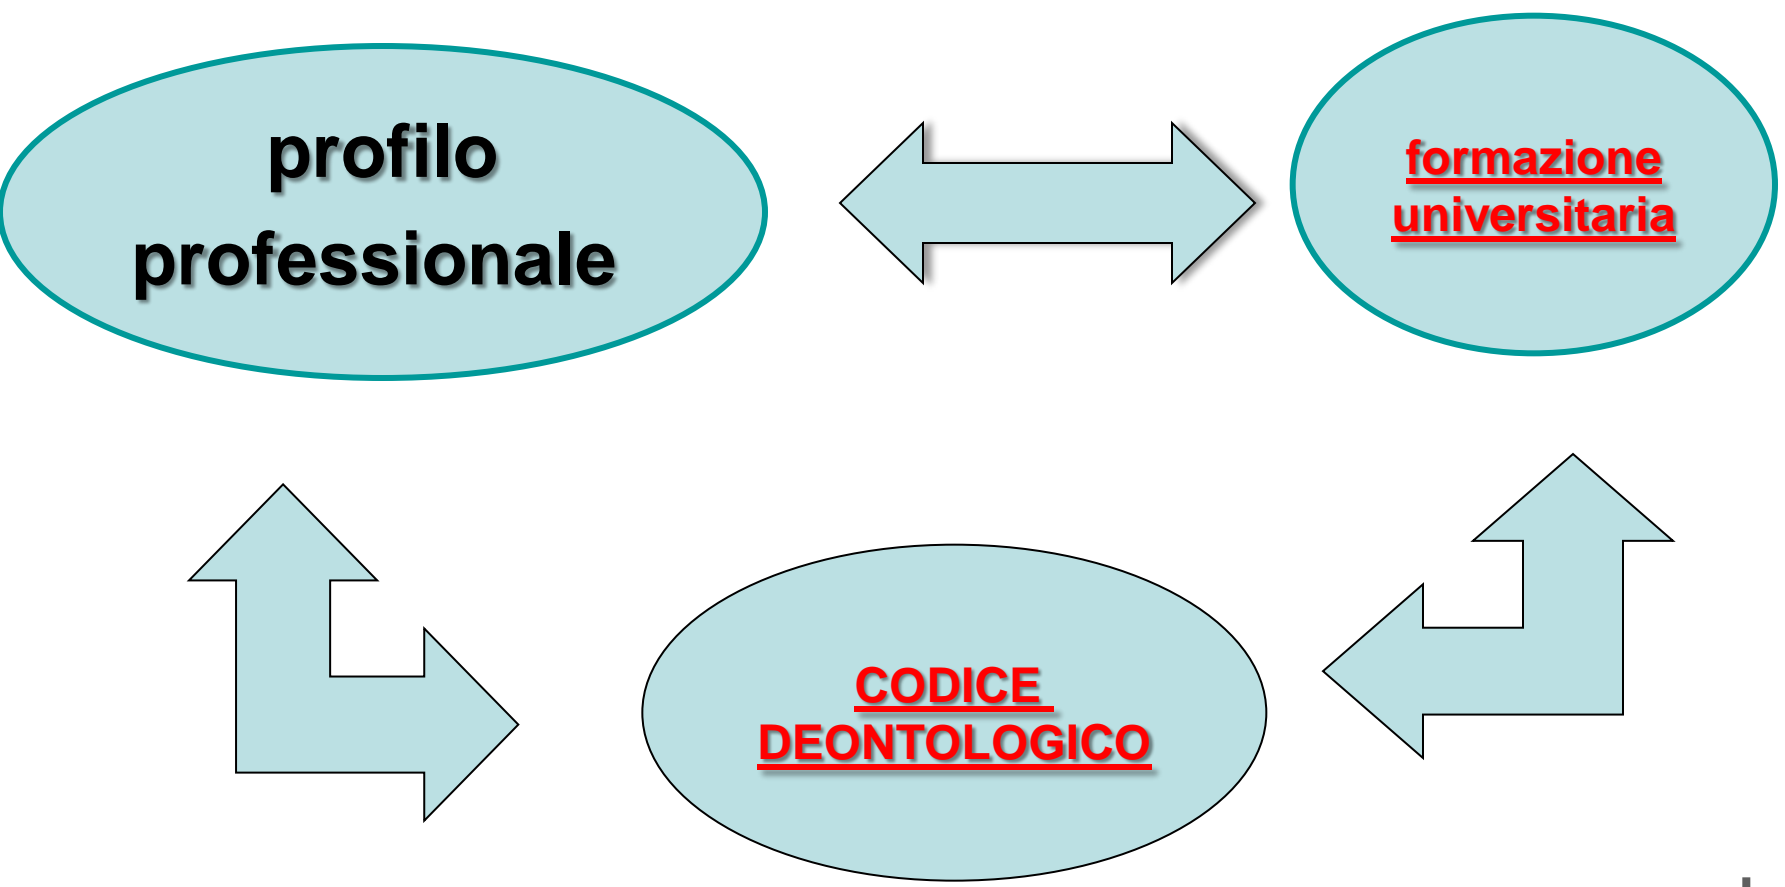 profilo
professionale
formazione
universitaria
CODICE
DEONTOLOGICO